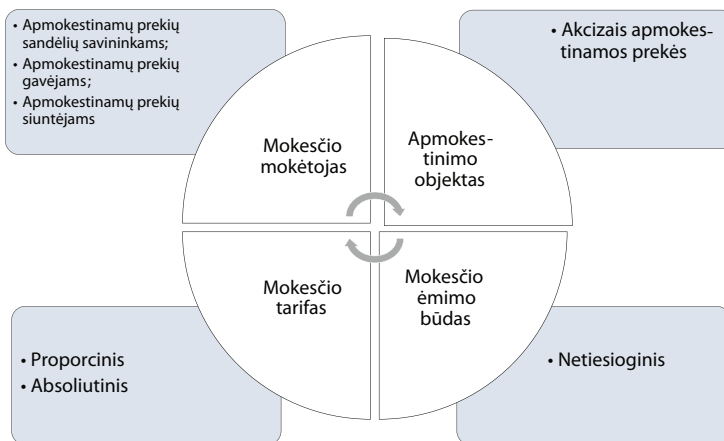 • Apmokestinamų prekių
sandėlių savininkams;
• Apmokestinamų prekių
gavėjams;
• Apmokestinamų prekių
siuntėjams
• Akcizais apmokes-
tinamos prekės
Mokesčio
mokėtojas
Apmokes-
tinimo
objektas
Mokesčio
tarifas
Mokesčio
ėmimo
būdas
• Proporcinis
• Absoliutinis
• Netiesioginis